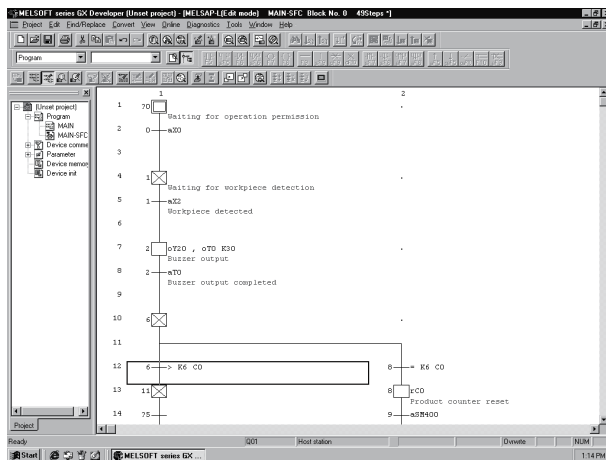 MELSOFT series GX Developer (Unset project) - [MELSAP-L(Edit mode) MAIN-SFC Block No. 0 49Steps *]
Project Edit Find/Replace Convert View Online Diagnostics Tools Window Help
Program
(Unset project)
Program
MAIN
MAIN-SFC
Device comme
Parameter
Device memory
Device init
Project
1 2
1 ?0
Waiting for operation permission
2 0 aX0
3
4 1
Waiting for workpiece detection
5 1 aX2
Workpiece detected
6
7 2 oY20 , oT0 K30
Buzzer output
8 2 aT0
Buzzer output completed
9
10 6
11
12 6 > K6 C0 8 = K6 C0
13 11 8 rC0
Product counter reset
14 ?5 9 aSM400
Ready Q01 Host station Ovrwrte NUM
Start MELSOFT series GX ... 1:14 PM